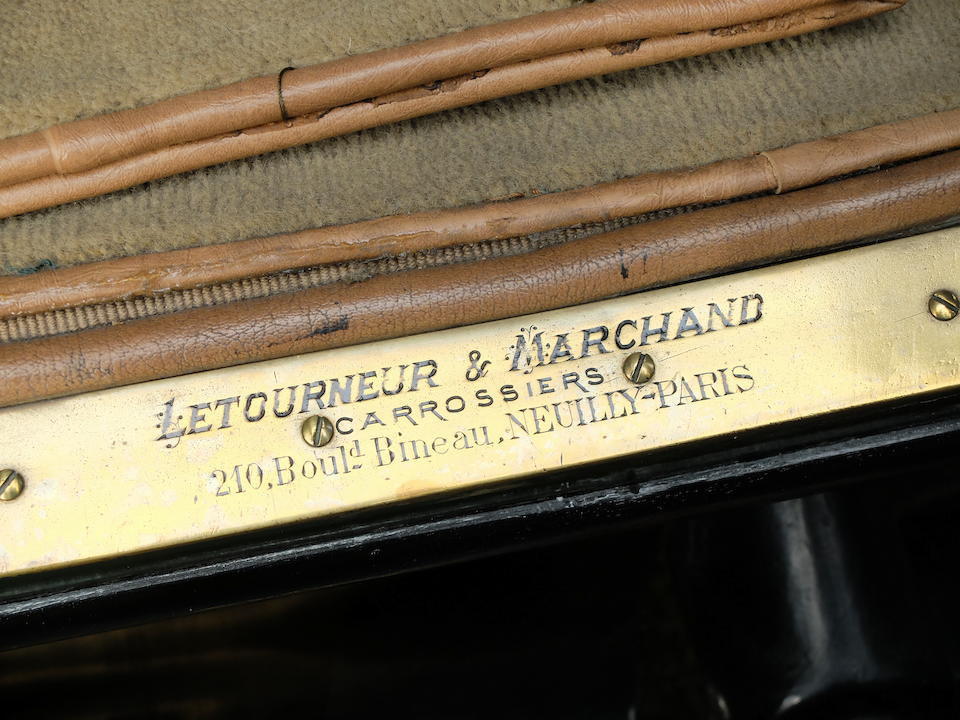 LETOURNEUR & MARCHAND
CARROSSIERS
210, Boulᵈ Bineau, NEUILLY-PARIS